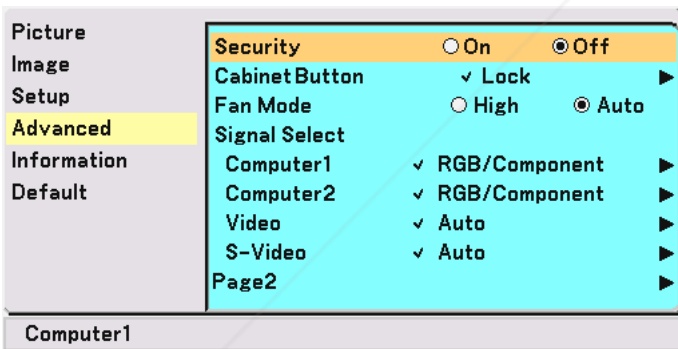 Picture
Image
Setup
Advanced
Information
Default
Security On Off
Cabinet Button Lock
Fan Mode High Auto
Signal Select
Computer1 RGB/Component
Computer2 RGB/Component
Video Auto
S-Video Auto
Page2
Computer1